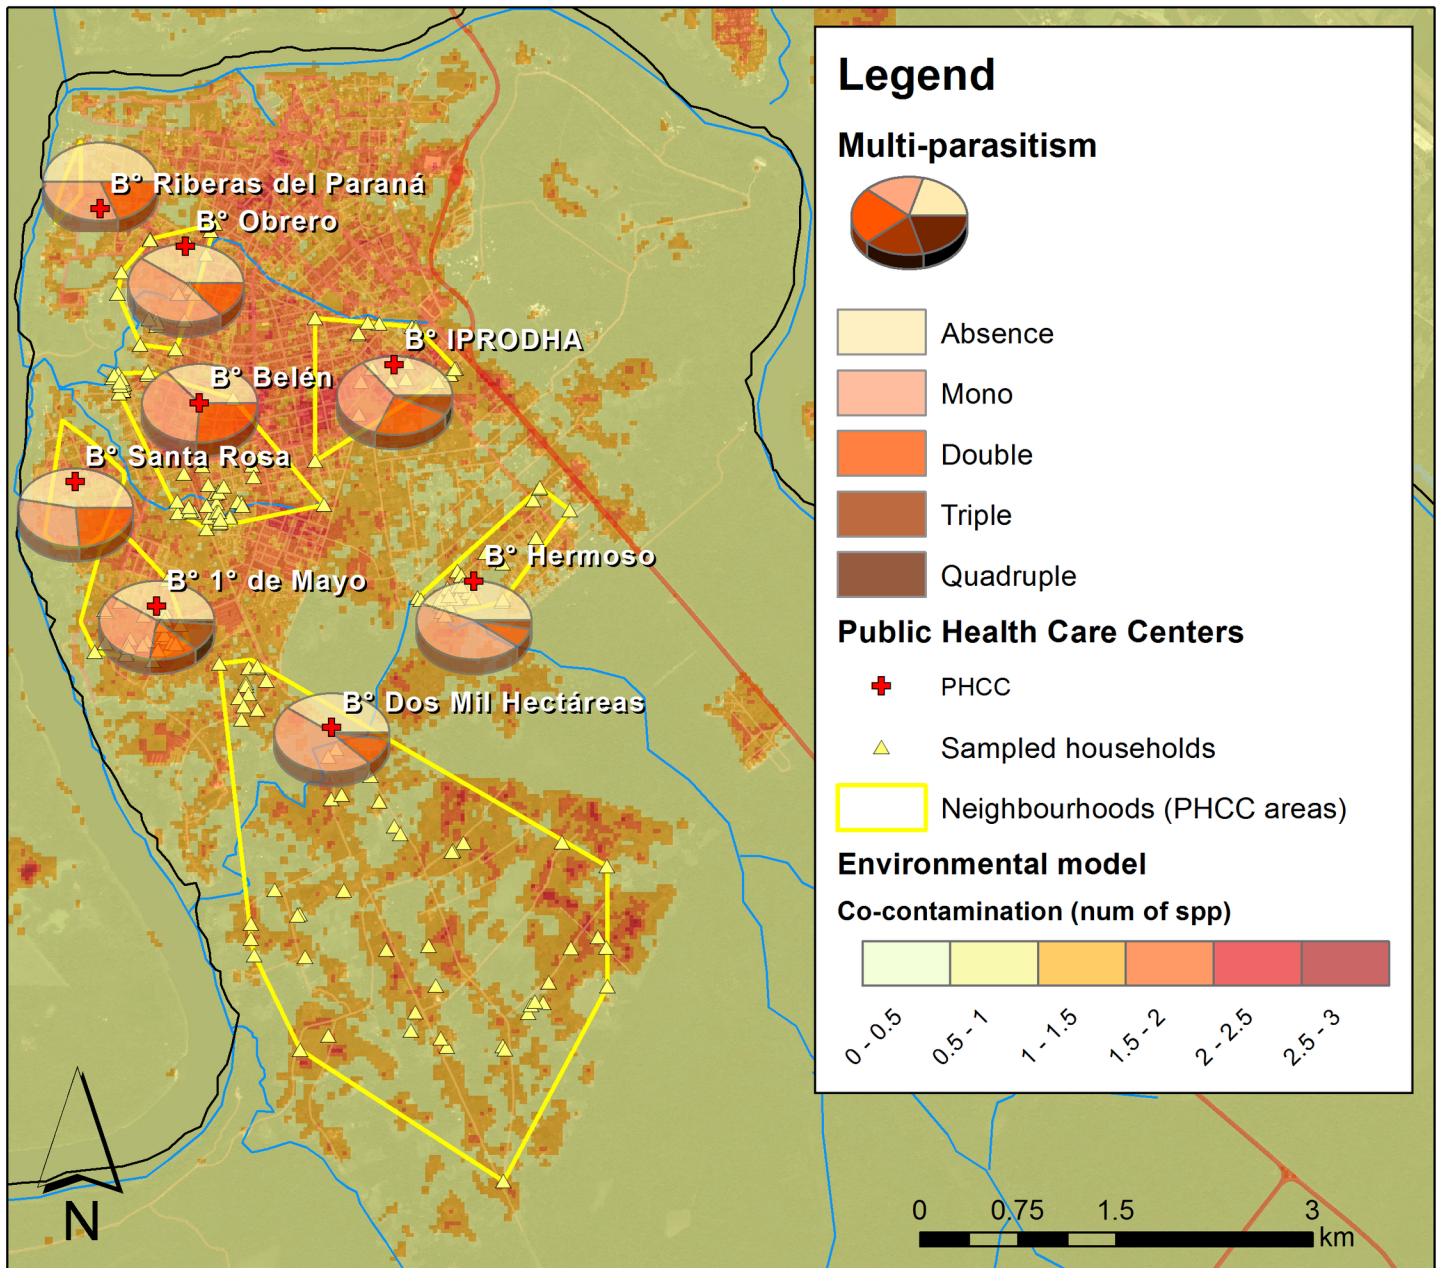 B° Riberas del Paraná
B° Obrero
B° IPRODHA
B° Belén
B° Santa Rosa
B° Hermoso
B° 1° de Mayo
B° Dos Mil Hectáreas
N
Legend
Multi-parasitism
Absence
Mono
Double
Triple
Quadruple
Public Health Care Centers
PHCC
Sampled households
Neighbourhoods (PHCC areas)
Environmental model
Co-contamination (num of spp)
0 - 0.5
0.5 - 1
1 - 1.5
1.5 - 2
2 - 2.5
2.5 - 3
0 0.75 1.5 3
km